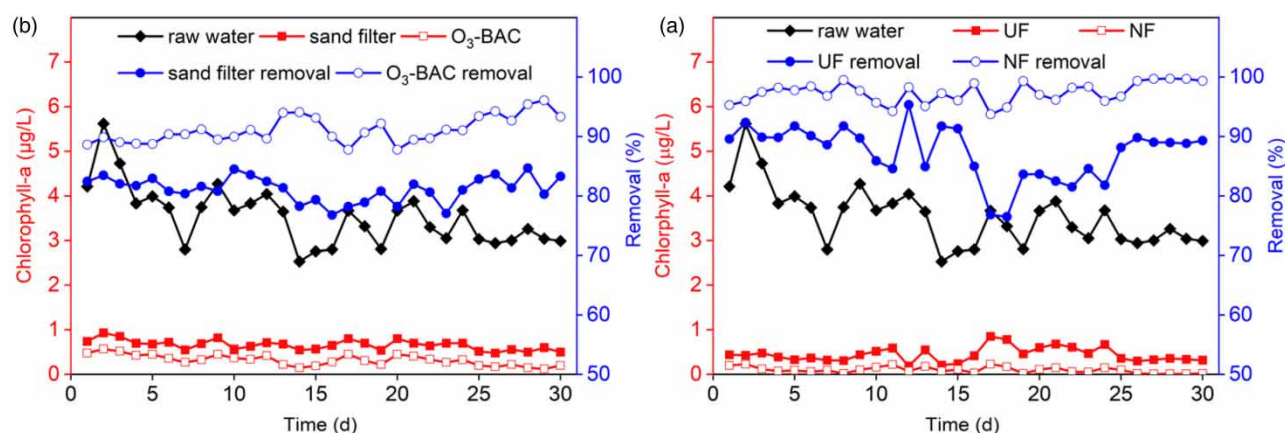 (b)
raw water sand filter O₃-BAC
sand filter removal O₃-BAC removal
Chlorophyll-a (µg/L)
7
6
5
4
3
2
1
0
100
90
80
70
60
50
Removal (%)
0 5 10 15 20 25 30
Time (d)
(a)
raw water UF NF
UF removal NF removal
Chlorphyll-a (µg/L)
7
6
5
4
3
2
1
0
100
90
80
70
60
50
Removal (%)
0 5 10 15 20 25 30
Time (d)